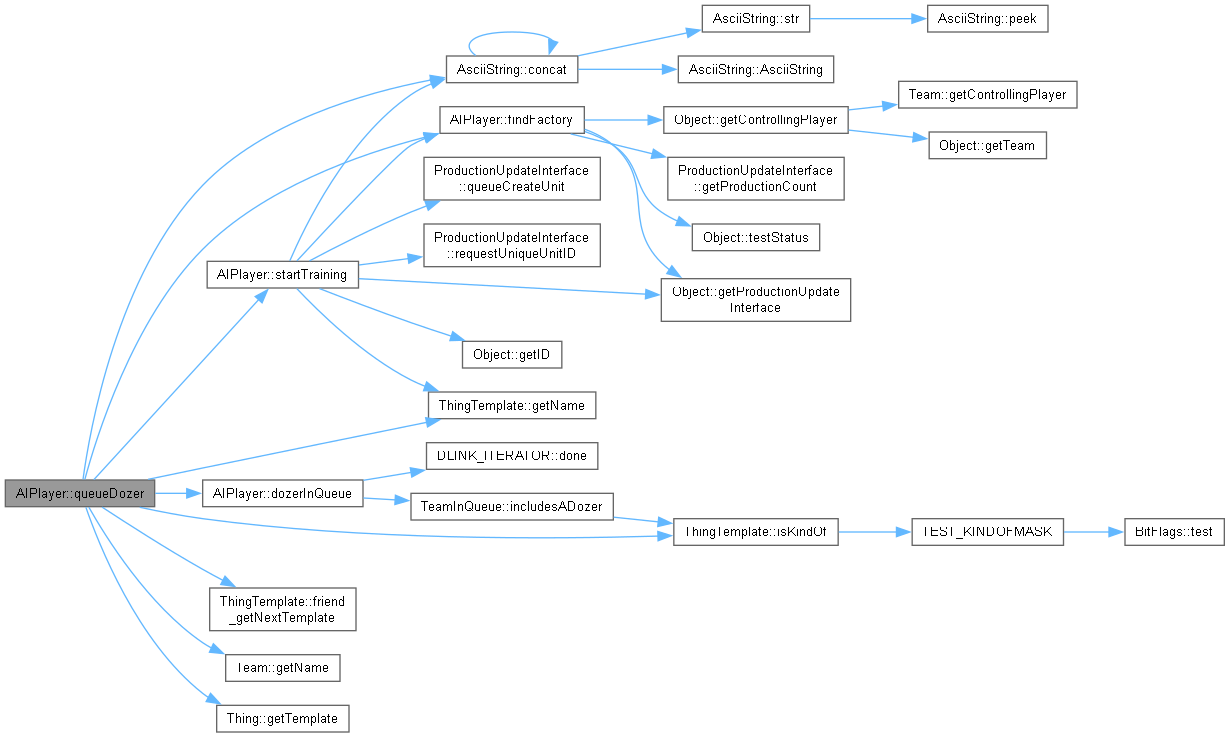 AsciiString::str
AsciiString::peek
AsciiString::concat
AsciiString::AsciiString
Team::getControllingPlayer
AIPlayer::findFactory
Object::getControllingPlayer
Object::getTeam
ProductionUpdateInterface
::queueCreateUnit
ProductionUpdateInterface
::getProductionCount
ProductionUpdateInterface
::requestUniqueUnitID
Object::testStatus
AIPlayer::startTraining
Object::getProductionUpdate
Interface
Object::getID
ThingTemplate::getName
DLINK_ITERATOR::done
AIPlayer::queueDozer
AIPlayer::dozerInQueue
TeamInQueue::includesADozer
ThingTemplate::isKindOf
TEST_KINDOFMASK
BitFlags::test
ThingTemplate::friend
_getNextTemplate
Team::getName
Thing::getTemplate